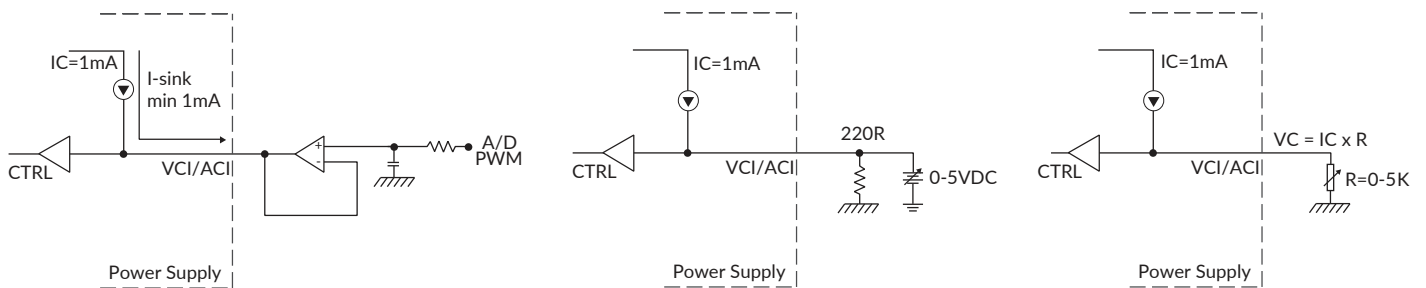 IC=1mA
I-sink
min 1mA
+
-
A/D
PWM
CTRL
VCI/ACI
Power Supply
IC=1mA
220R
CTRL
VCI/ACI
0-5VDC
Power Supply
IC=1mA
VC = IC x R
CTRL
VCI/ACI
R=0-5K
Power Supply